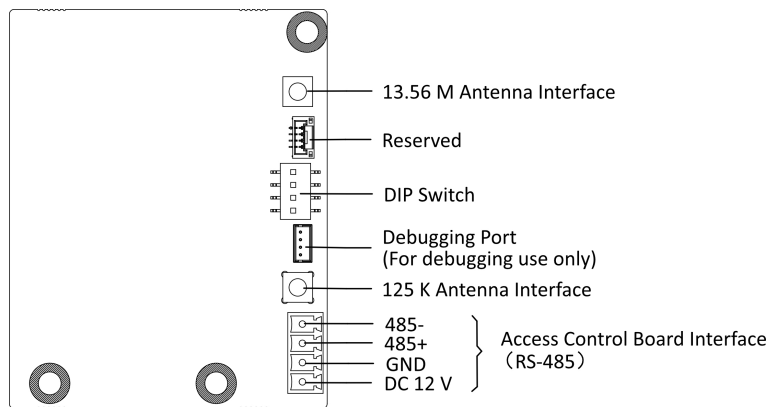 13.56 M Antenna Interface
Reserved
DIP Switch
Debugging Port
(For debugging use only)
125 K Antenna Interface
485-
485+
GND
DC 12 V
Access Control Board Interface
（RS-485）